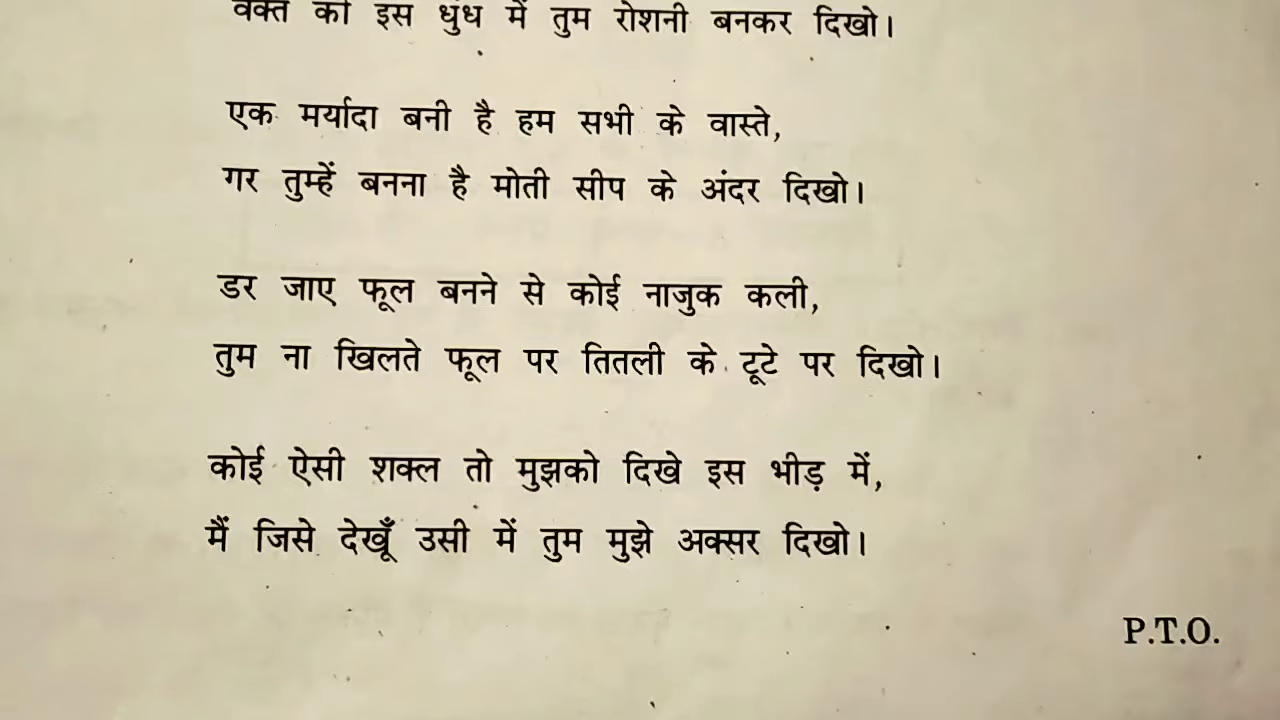 वक्त की इस धुंध में तुम रोशनी बनकर दिखो।
एक मर्यादा बनी है हम सभी के वास्ते,
गर तुम्हें बनना है मोती सीप के अंदर दिखो।
डर जाए फूल बनने से कोई नाजुक कली,
तुम ना खिलते फूल पर तितली के टूटे पर दिखो।
कोई ऐसी शक्ल तो मुझको दिखे इस भीड़ में,
मैं जिसे देखूँ उसी में तुम मुझे अक्सर दिखो।
P.T.O.